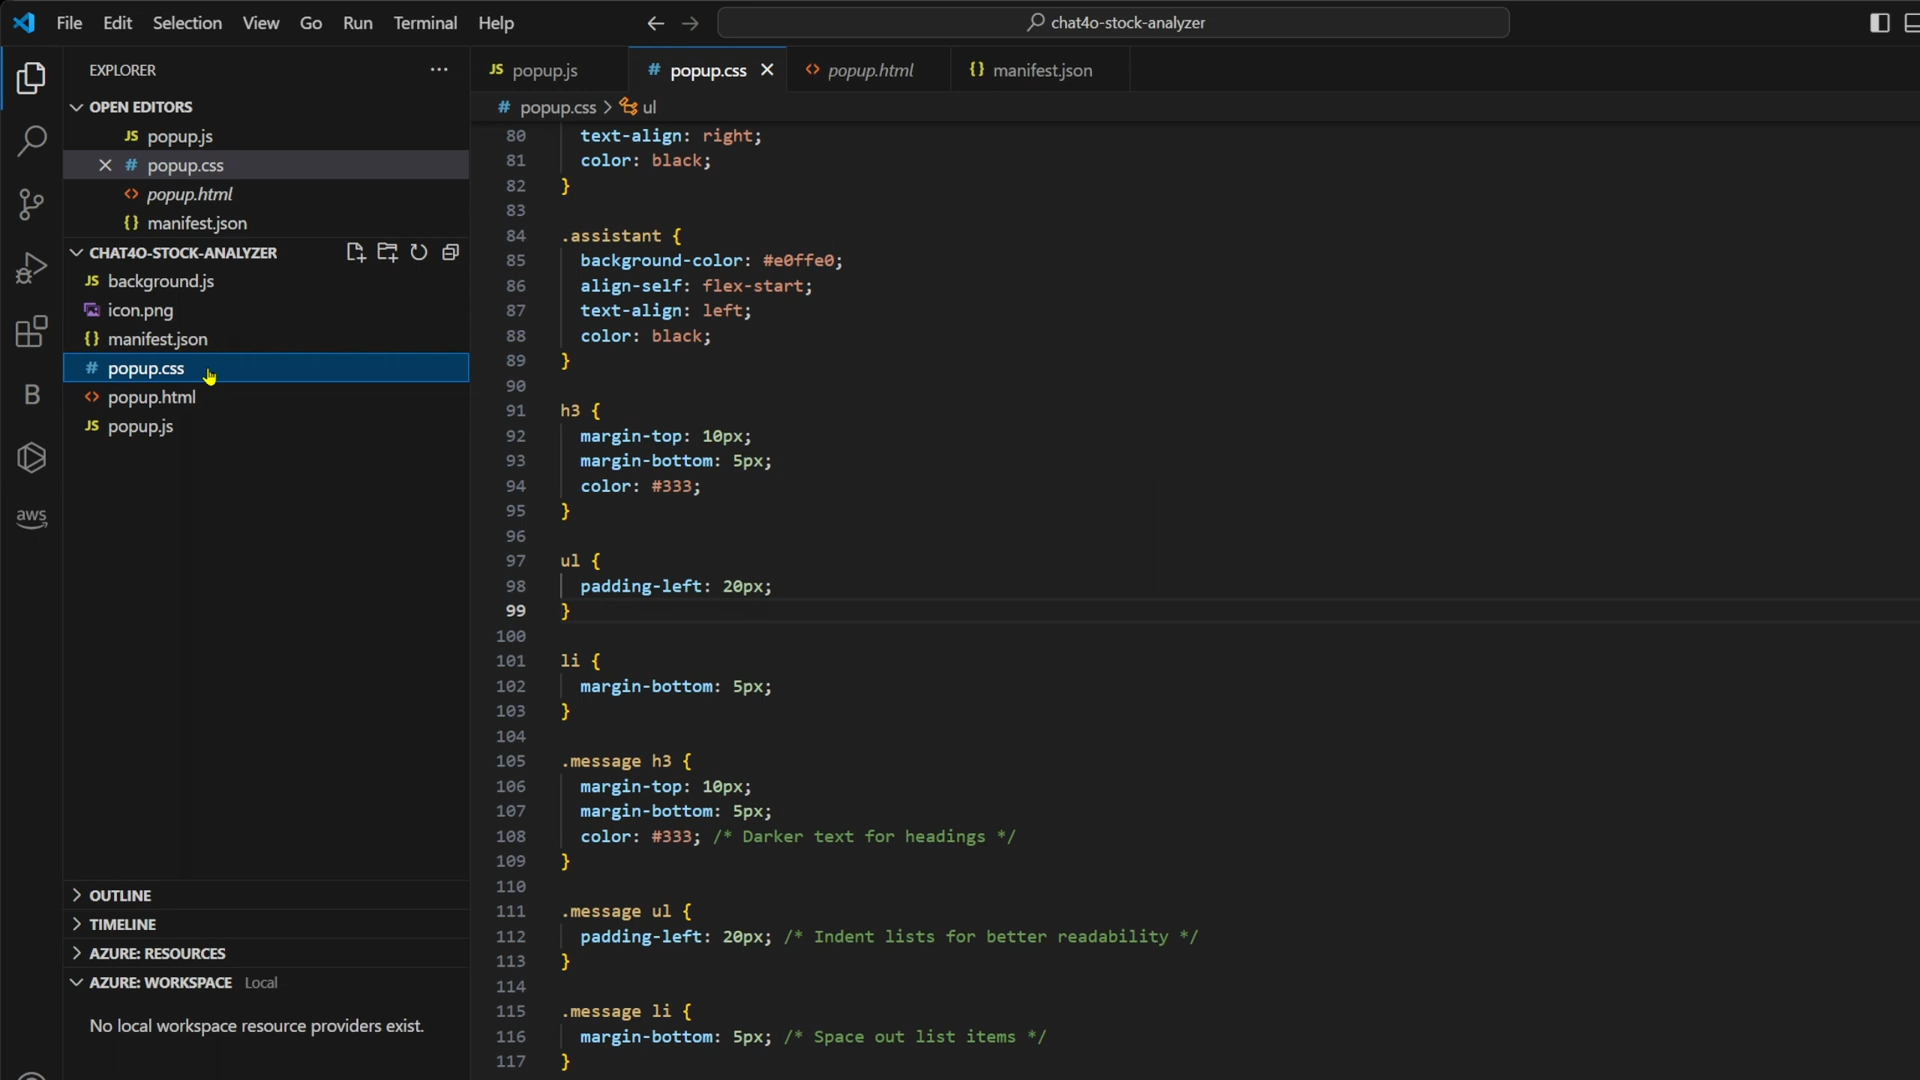 File Edit Selection View Go Run Terminal Help
chat4o-stock-analyzer
EXPLORER
OPEN EDITORS
JS popup.js
# popup.css
<> popup.html
{} manifest.json
CHAT4O-STOCK-ANALYZER
JS background.js
icon.png
{} manifest.json
# popup.css
<> popup.html
JS popup.js
B
aws
OUTLINE
TIMELINE
AZURE: RESOURCES
AZURE: WORKSPACE Local
No local workspace resource providers exist.
JS popup.js # popup.css <> popup.html {} manifest.json
# popup.css > ul
80 text-align: right;
81 color: black;
82 }
83
84 .assistant {
85 background-color: #e0ffe0;
86 align-self: flex-start;
87 text-align: left;
88 color: black;
89 }
90
91 h3 {
92 margin-top: 10px;
93 margin-bottom: 5px;
94 color: #333;
95 }
96
97 ul {
98 padding-left: 20px;
99 }
100
101 li {
102 margin-bottom: 5px;
103 }
104
105 .message h3 {
106 margin-top: 10px;
107 margin-bottom: 5px;
108 color: #333; /* Darker text for headings */
109 }
110
111 .message ul {
112 padding-left: 20px; /* Indent lists for better readability */
113 }
114
115 .message li {
116 margin-bottom: 5px; /* Space out list items */
117 }